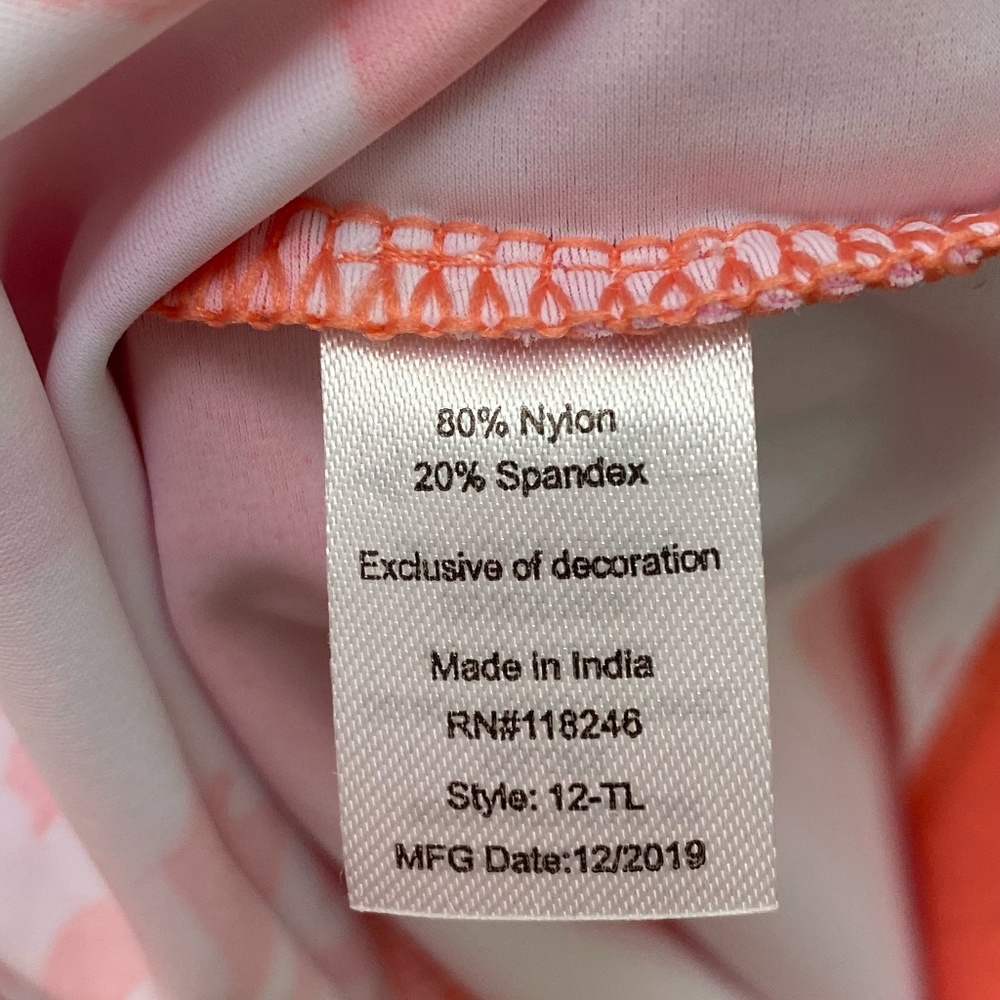 80% Nylon
20% Spandex
Exclusive of decoration
Made in India
RN#118246
Style: 12-TL
MFG Date:12/2019